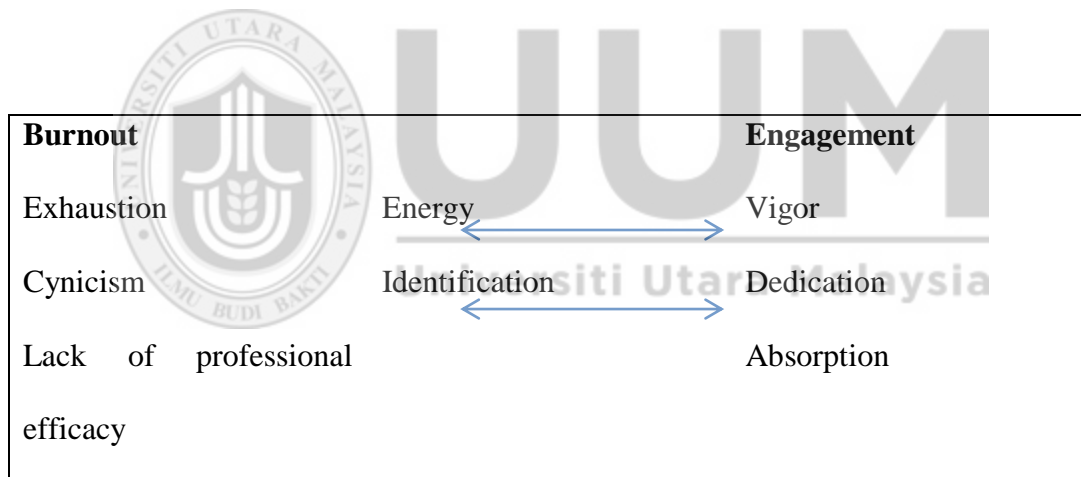 UNIVERSITI UTARA MALAYSIA
UUM
Burnout Engagement
Exhaustion Energy Vigor
Universiti Utara Malaysia
Cynicism Identification Dedication
ILMU BUDI BAKTI
Lack of professional Absorption
efficacy